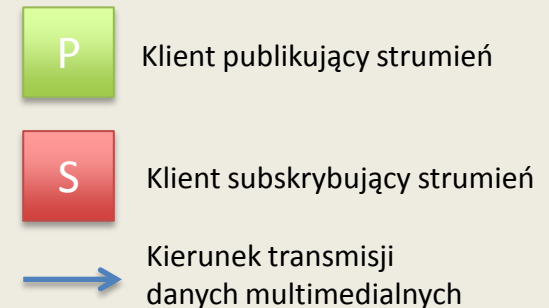 P
Klient publikujący strumień
S
Klient subskrybujący strumień
Kierunek transmisji
danych multimedialnych